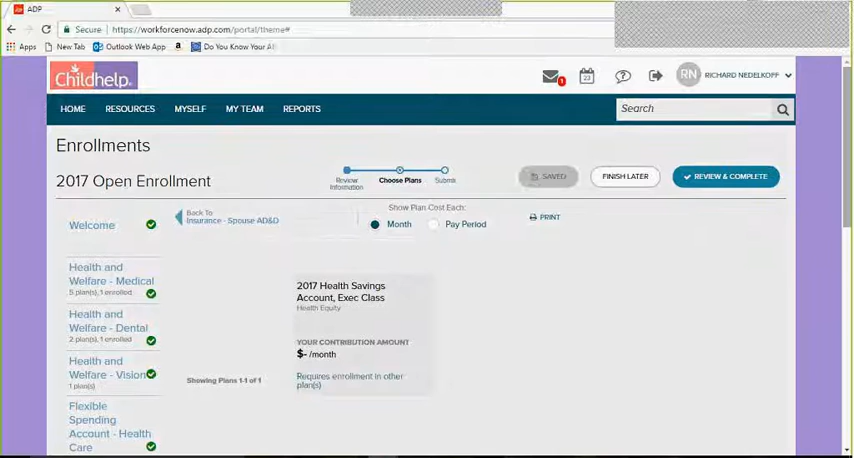 ADP
Secure
https://workforcenow.adp.com/portal/theme#
Apps
New Tab
Outlook Web App
Do You Know Your
Childhelp
1
23
RN
RICHARD NEDELKOFF
HOME
RESOURCES
MYSELF
MY TEAM
REPORTS
Search
Enrollments
2017 Open Enrollment
Review
Information
Choose Plans
Submit
SAVED
FINISH LATER
REVIEW & COMPLETE
Welcome
Back To
Insurance - Spouse AD&D
Show Plan Cost Each:
Month
Pay Period
PRINT
Health and
Welfare - Medical
5 plan(s), 1 enrolled
Health and
Welfare - Dental
2 plan(s), 1 enrolled
Health and
Welfare - Vision
1 plan(s)
Flexible
Spending
Account - Health
Care
Showing Plans 1-1 of 1
2017 Health Savings
Account, Exec Class
Health Equity
YOUR CONTRIBUTION AMOUNT
$- /month
Requires enrollment in other
plan(s)